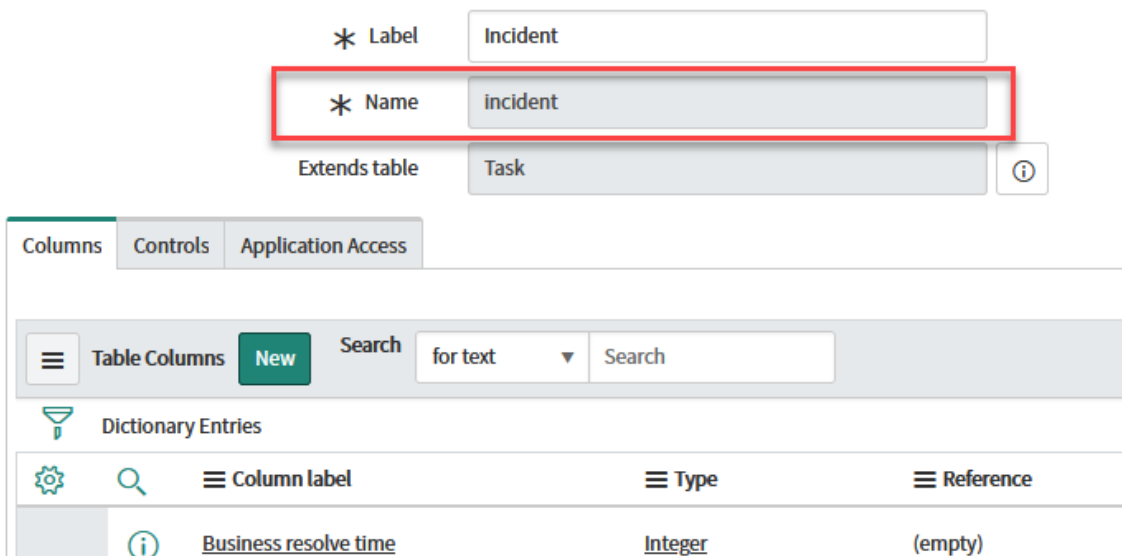 Label Incident
Name incident
Extends table Task
Columns Controls Application Access
Table Columns New Search for text Search
Dictionary Entries
Column label Type Reference
Business resolve time Integer (empty)